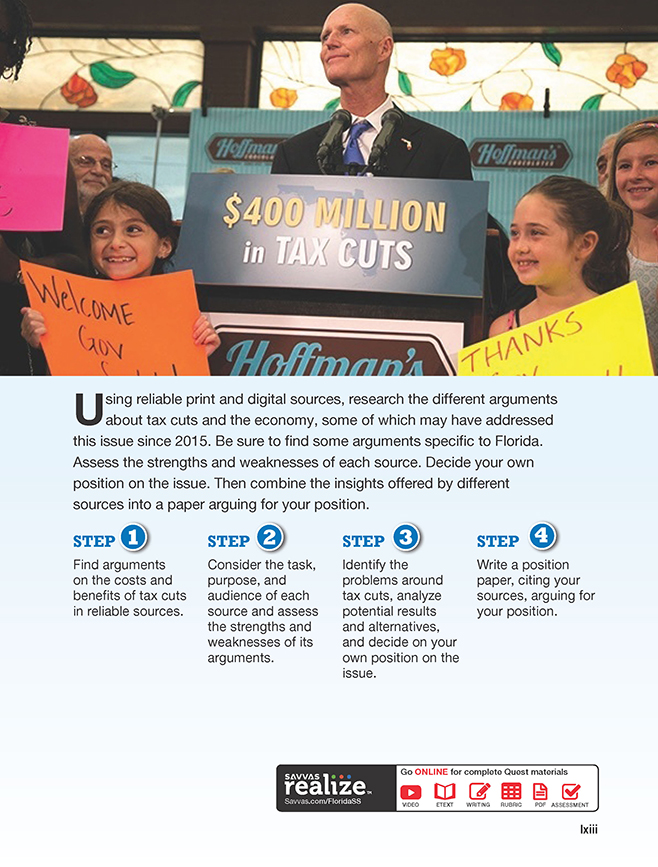 Hoffman's
CHOCOLATES
Hoffman's
CHOCOLATES
$400 MILLION
in TAX CUTS
WELCOME
GOV
THANKS
Hoffman's
Using reliable print and digital sources, research the different arguments
about tax cuts and the economy, some of which may have addressed
this issue since 2015. Be sure to find some arguments specific to Florida.
Assess the strengths and weaknesses of each source. Decide your own
position on the issue. Then combine the insights offered by different
sources into a paper arguing for your position.
STEP 1
Find arguments
on the costs and
benefits of tax cuts
in reliable sources.
STEP 2
Consider the task,
purpose, and
audience of each
source and assess
the strengths and
weaknesses of its
arguments.
STEP 3
Identify the
problems around
tax cuts, analyze
potential results
and alternatives,
and decide on your
own position on the
issue.
STEP 4
Write a position
paper, citing your
sources, arguing for
your position.
SAVVAS
realize™
Savvas.com/FloridaSS
Go ONLINE for complete Quest materials
VIDEO ETEXT WRITING RUBRIC PDF ASSESSMENT
lxiii